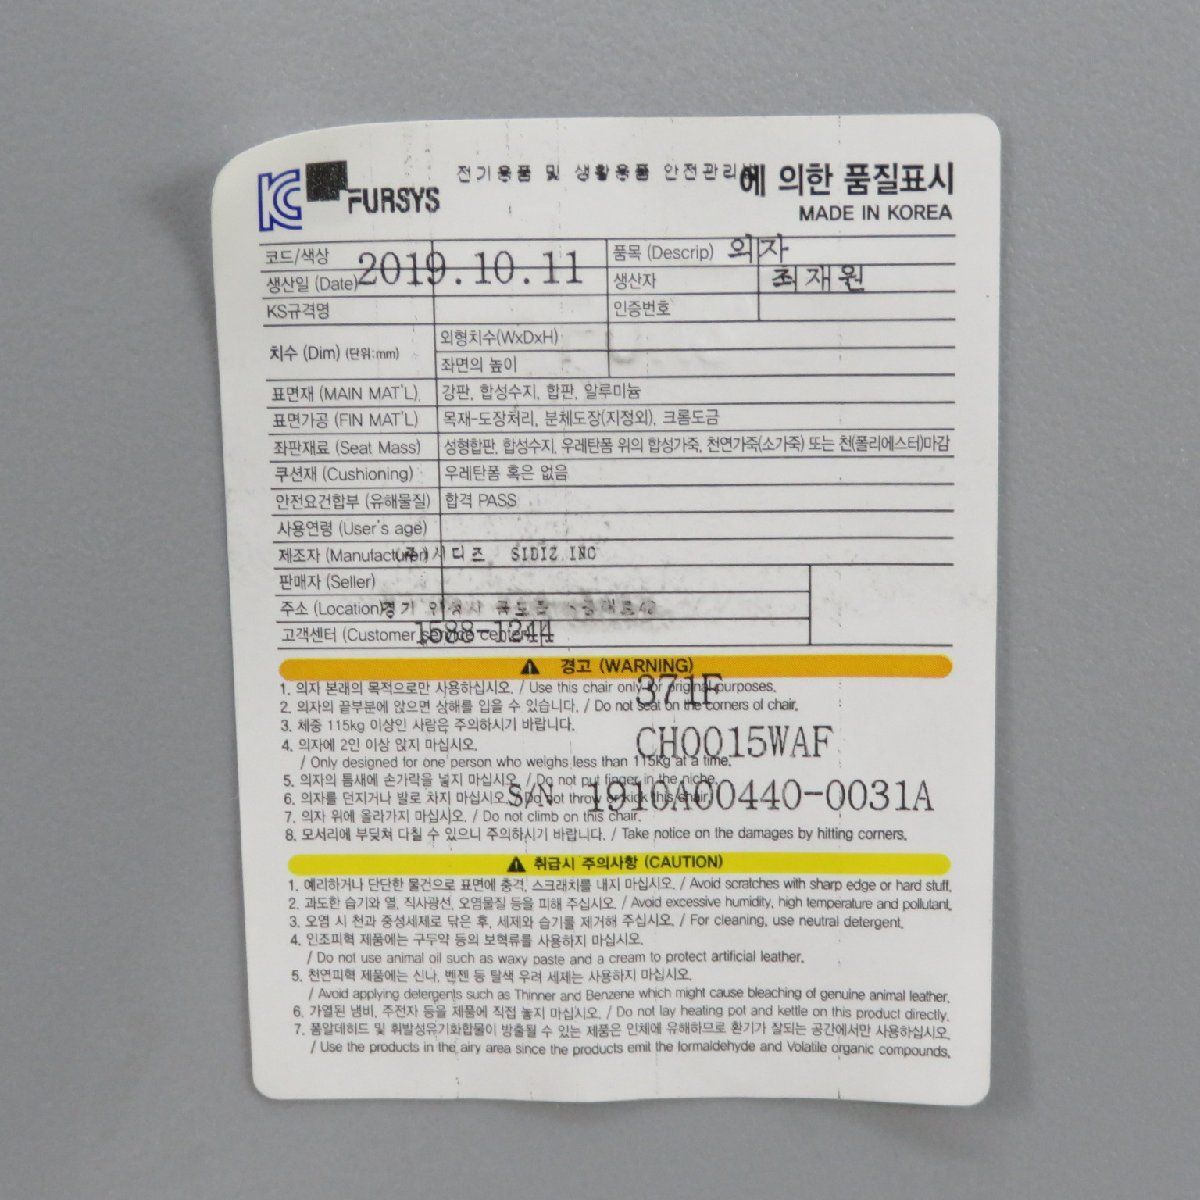 KC FURSYS 전기용품 및 생활용품 안전관리법에 의한 품질표시
MADE IN KOREA
코드/색상 품목 (Descrip) 의자
생산일 (Date) 2019.10.11 생산자 최재원
KS규격명 인증번호
치수 (Dim) (단위:mm) 외형치수(WxDxH)
좌면의 높이
표면재 (MAIN MAT'L) 강판, 합성수지, 합판, 알루미늄
표면가공 (FIN MAT'L) 목재-도장처리, 분체도장(지정외), 크롬도금
좌판재료 (Seat Mass) 성형합판, 합성수지, 우레탄폼 위의 합성가죽, 천연가죽(소가죽) 또는 천(폴리에스터)마감
쿠션재 (Cushioning) 우레탄폼 혹은 없음
안전요건합부 (유해물질) 합격 PASS
사용연령 (User's age)
제조자 (Manufacturer) 주)시디즈 SIDIZ INC
판매자 (Seller)
주소 (Location) 경기
고객센터 (Customer service center) 1588-1244
경고 (WARNING)
1. 의자 본래의 목적으로만 사용하십시오. / Use this chair only for original purposes.
371F
2. 의자의 끝부분에 앉으면 상해를 입을 수 있습니다. / Do not seat on the corners of chair.
3. 체중 115kg 이상인 사람은 주의하시기 바랍니다.
4. 의자에 2인 이상 앉지 마십시오.
CH0015WAF
/ Only designed for one person who weighs less than 115kg at a time.
5. 의자의 틈새에 손가락을 넣지 마십시오. / Do not put finger in the niche.
6. 의자를 던지거나 발로 차지 마십시오. / Do not throw or kick this chair.
S/N 1910A00440-0031A
7. 의자 위에 올라가지 마십시오. / Do not climb on this chair.
8. 모서리에 부딪쳐 다칠 수 있으니 주의하시기 바랍니다. / Take notice on the damages by hitting corners.
취급시 주의사항 (CAUTION)
1. 예리하거나 단단한 물건으로 표면에 충격, 스크래치를 내지 마십시오. / Avoid scratches with sharp edge or hard stuff.
2. 과도한 습기와 열, 직사광선, 오염물질 등을 피해 주십시오. / Avoid excessive humidity, high temperature and pollutant.
3. 오염 시 천과 중성세제로 닦은 후, 세제와 습기를 제거해 주십시오. / For cleaning, use neutral detergent.
4. 인조피혁 제품에는 구두약 등의 보혁류를 사용하지 마십시오.
/ Do not use animal oil such as waxy paste and a cream to protect artificial leather.
5. 천연피혁 제품에는 신나, 벤젠 등 탈색 우려 세제는 사용하지 마십시오.
/ Avoid applying detergents such as Thinner and Benzene which might cause bleaching of genuine animal leather.
6. 가열된 냄비, 주전자 등을 제품에 직접 놓지 마십시오. / Do not lay heating pot and kettle on this product directly.
7. 폼알데히드 및 휘발성유기화합물이 방출될 수 있는 제품은 인체에 유해하므로 환기가 잘되는 공간에서만 사용하십시오.
/ Use the products in the airy area since the products emit the formaldehyde and Volatile organic compounds.